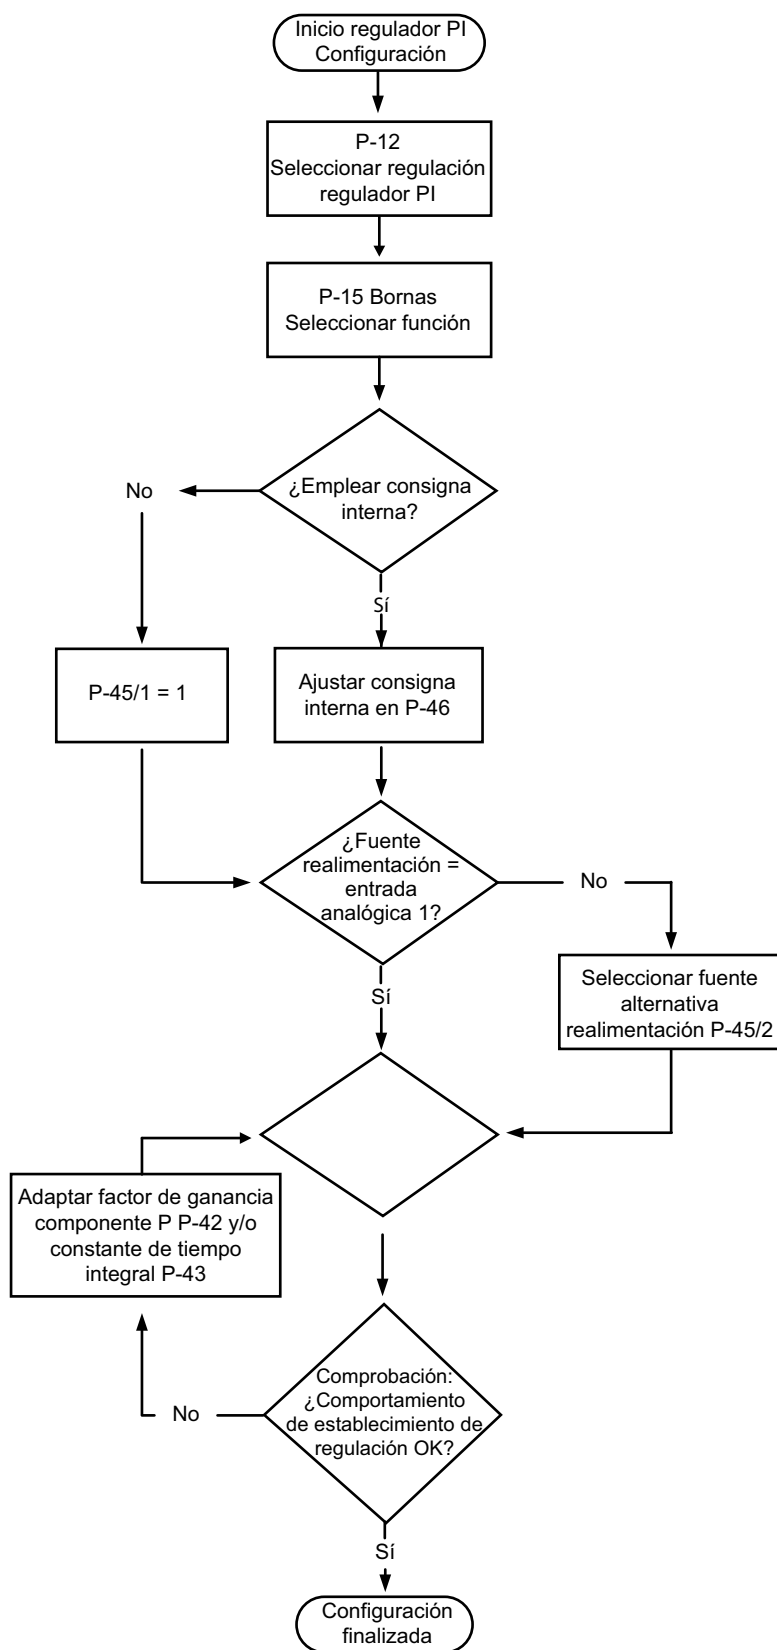 Inicio regulador PI
Configuración
P-12
Seleccionar regulación
regulador PI
P-15 Bornas
Seleccionar función
¿Emplear consigna
interna?
No
Sí
P-45/1 = 1
Ajustar consigna
interna en P-46
¿Fuente
realimentación =
entrada
analógica 1?
No
Sí
Seleccionar fuente
alternativa
realimentación P-45/2
Adaptar factor de ganancia
componente P P-42 y/o
constante de tiempo
integral P-43
Comprobación:
¿Comportamiento
de establecimiento de
regulación OK?
No
Sí
Configuración
finalizada